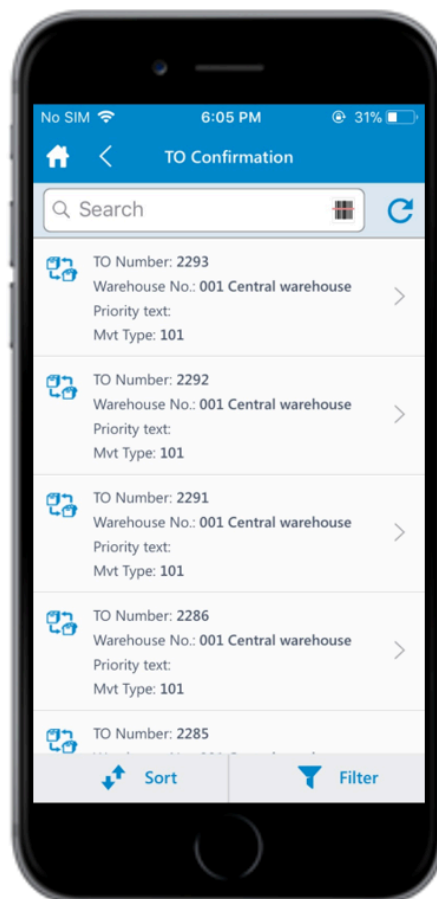 No SIM 6:05 PM 31%
TO Confirmation
Search
TO Number: 2293
Warehouse No.: 001 Central warehouse
Priority text:
Mvt Type: 101
TO Number: 2292
Warehouse No.: 001 Central warehouse
Priority text:
Mvt Type: 101
TO Number: 2291
Warehouse No.: 001 Central warehouse
Priority text:
Mvt Type: 101
TO Number: 2286
Warehouse No.: 001 Central warehouse
Priority text:
Mvt Type: 101
TO Number: 2285
Sort Filter